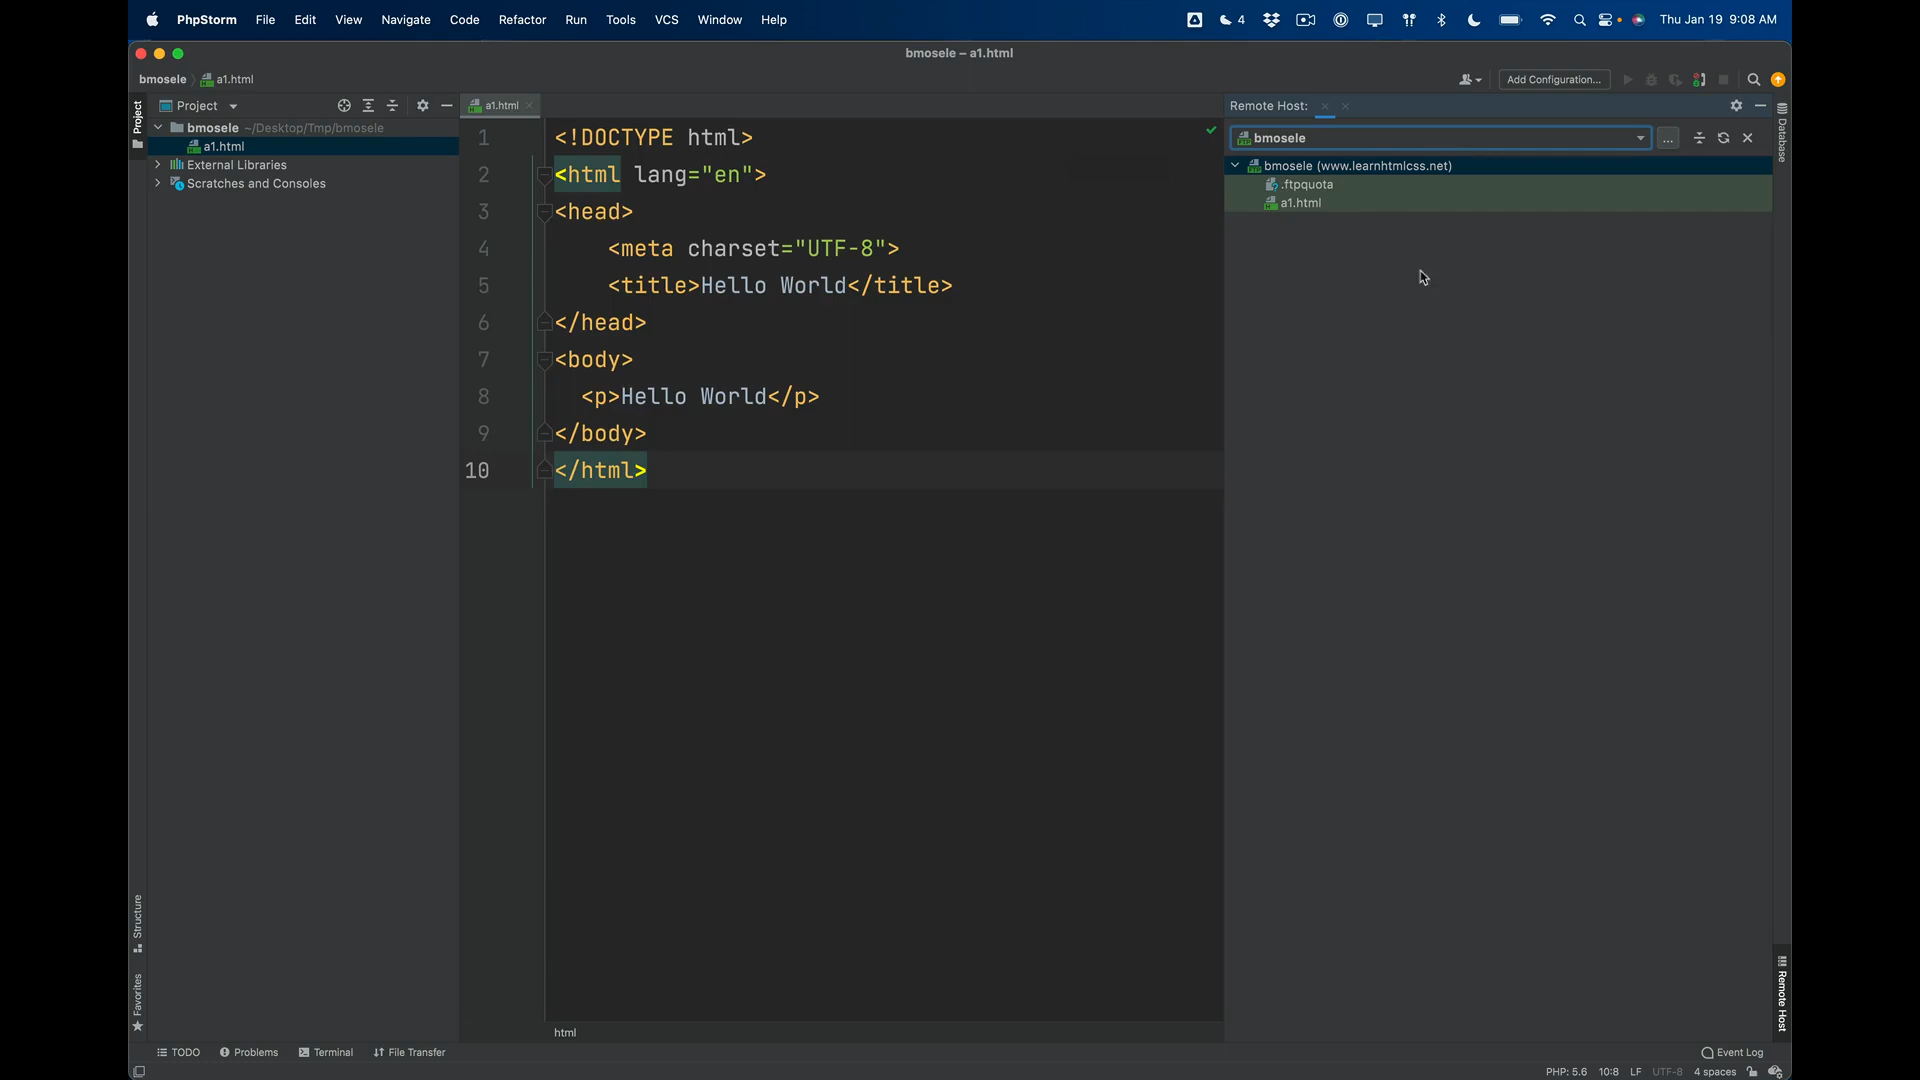 PhpStorm File Edit View Navigate Code Refactor Run Tools VCS Window Help 4 Thu Jan 19 9:08 AM
bmosele – a1.html
bmosele a1.html Add Configuration...
Project a1.html Remote Host:
bmosele ~/Desktop/Tmp/bmosele
a1.html
External Libraries
Scratches and Consoles
1 <!DOCTYPE html>
2 <html lang="en">
3 <head>
4 <meta charset="UTF-8">
5 <title>Hello World</title>
6 </head>
7 <body>
8 <p>Hello World</p>
9 </body>
10 </html>
bmosele ...
bmosele (www.learnhtmlcss.net)
.ftpquota
a1.html
Project
Structure
Favorites
Database
Remote Host
html
TODO Problems Terminal File Transfer Event Log
PHP: 5.6 10:8 LF UTF-8 4 spaces